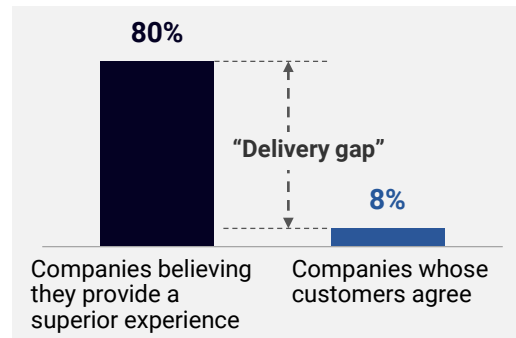 80%
“Delivery gap”
8%
Companies believing
they provide a
superior experience
Companies whose
customers agree